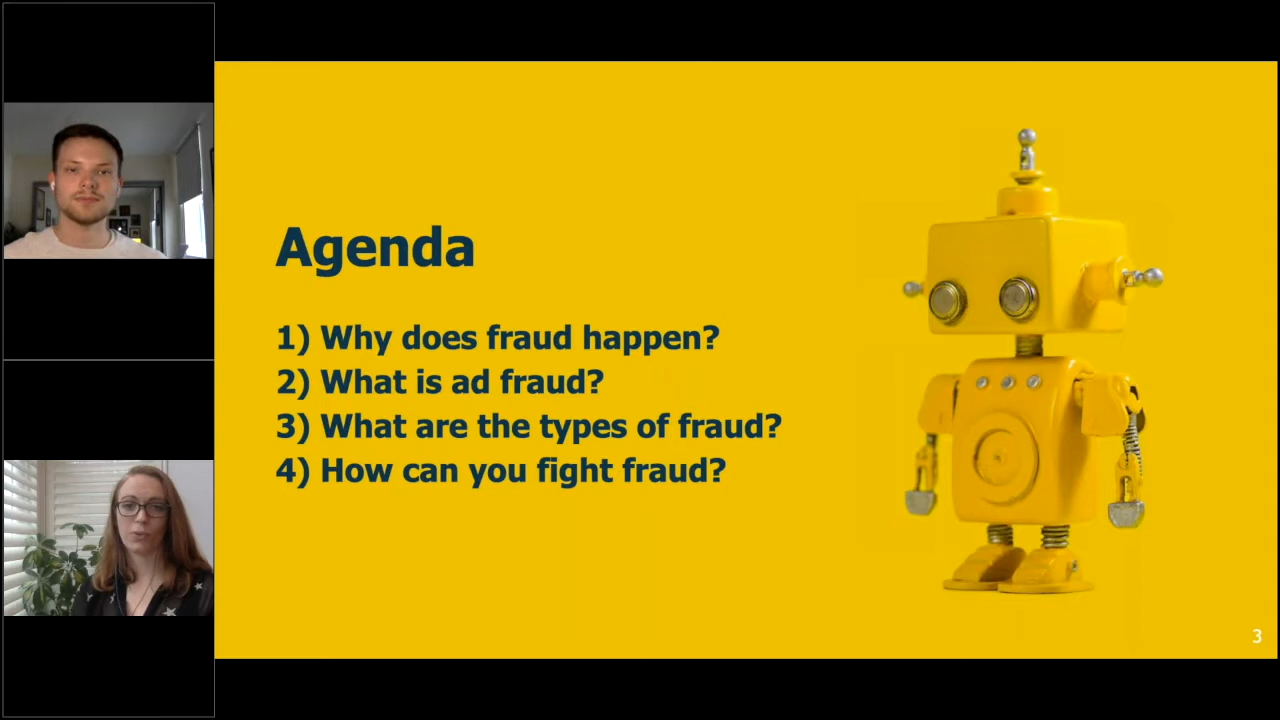 Agenda
1) Why does fraud happen?
2) What is ad fraud?
3) What are the types of fraud?
4) How can you fight fraud?
3